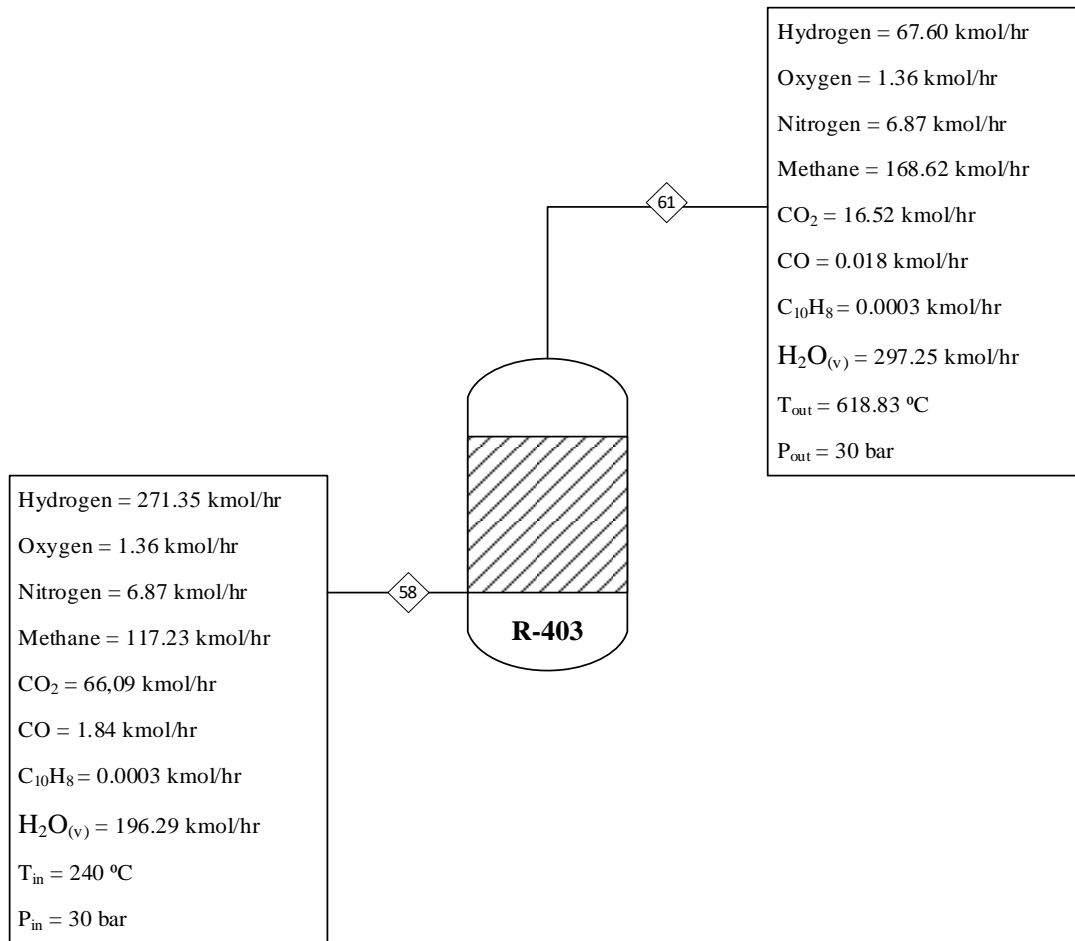 Hydrogen = 67.60 kmol/hr
Oxygen = 1.36 kmol/hr
Nitrogen = 6.87 kmol/hr
Methane = 168.62 kmol/hr
CO₂ = 16.52 kmol/hr
CO = 0.018 kmol/hr
C₁₀H₈ = 0.0003 kmol/hr
H₂O₍ᵥ₎ = 297.25 kmol/hr
Tₒᵤₜ = 618.83 ºC
Pₒᵤₜ = 30 bar
61
Hydrogen = 271.35 kmol/hr
Oxygen = 1.36 kmol/hr
Nitrogen = 6.87 kmol/hr
Methane = 117.23 kmol/hr
CO₂ = 66,09 kmol/hr
CO = 1.84 kmol/hr
C₁₀H₈ = 0.0003 kmol/hr
H₂O₍ᵥ₎ = 196.29 kmol/hr
Tᵢₙ = 240 ºC
Pᵢₙ = 30 bar
58
R-403